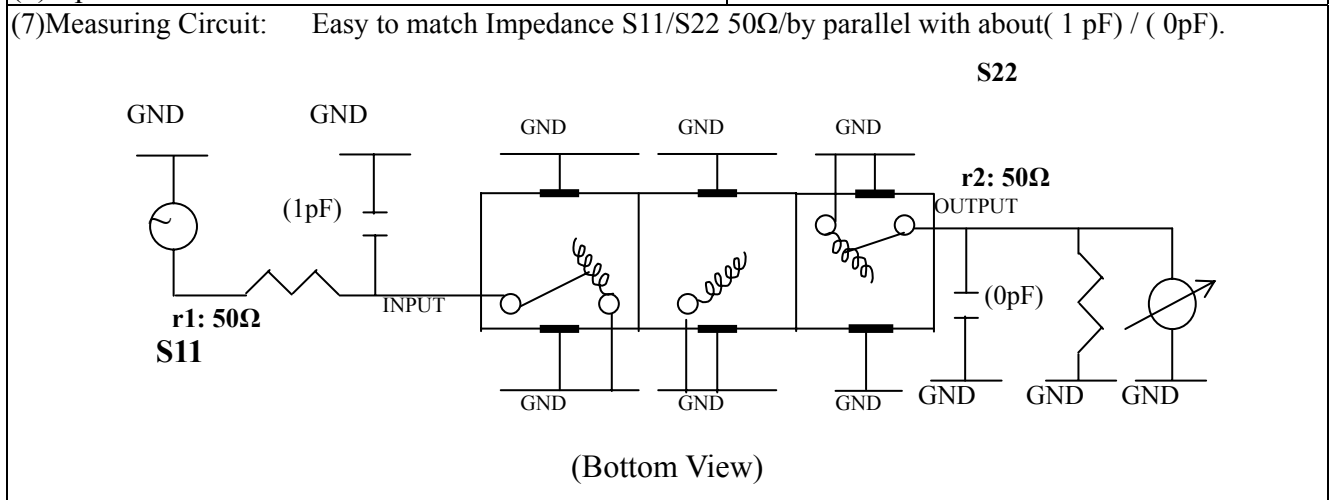 (7)Measuring Circuit: Easy to match Impedance S11/S22 50Ω/by parallel with about( 1 pF) / ( 0pF).
S22
GND GND GND GND GND
r2: 50Ω
(1pF) OUTPUT
INPUT (0pF)
r1: 50Ω
S11
GND GND GND GND GND GND
(Bottom View)